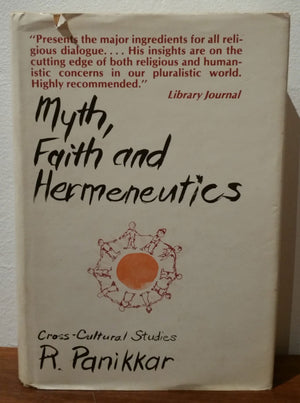 "Presents the major ingredients for all reli-
gious dialogue.... His insights are on the
cutting edge of both religious and human-
istic concerns in our pluralistic world.
Highly recommended."
Library Journal
Myth,
Faith and
Hermeneutics
Cross-Cultural Studies
R. Panikkar